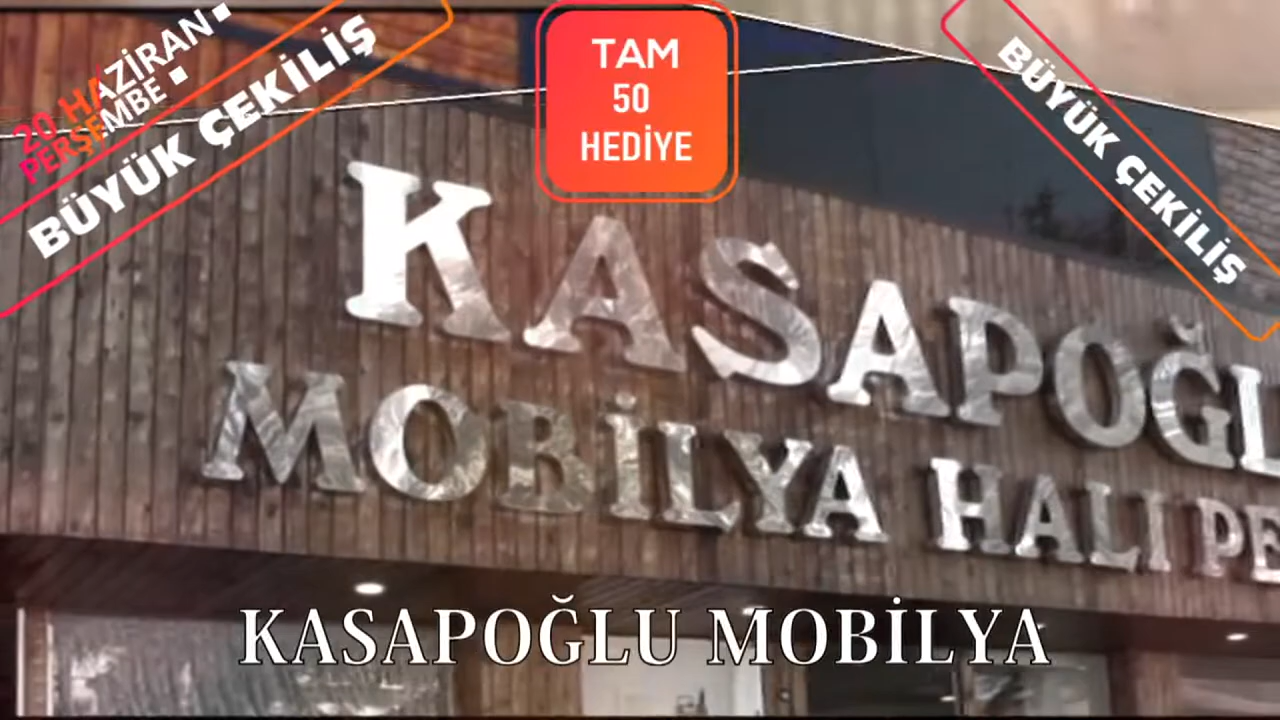 20 HAZİRAN
PERŞEMBE
BÜYÜK ÇEKİLİŞ
TAM
50
HEDİYE
BÜYÜK ÇEKİLİŞ
KASAPOĞL
MOBİLYA HALI PE
KASAPOĞLU MOBİLYA